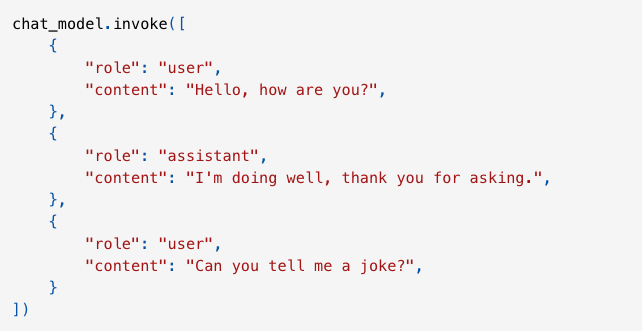 chat_model.invoke([
    {
        "role": "user",
        "content": "Hello, how are you?",
    },
    {
        "role": "assistant",
        "content": "I'm doing well, thank you for asking.",
    },
    {
        "role": "user",
        "content": "Can you tell me a joke?",
    }
])